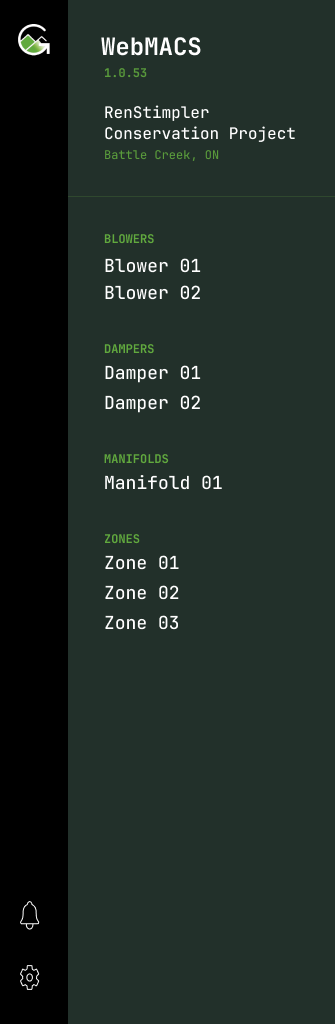 WebMACS
1.0.53
RenStimpler
Conservation Project
Battle Creek, ON
BLOWERS
Blower 01
Blower 02
DAMPERS
Damper 01
Damper 02
MANIFOLDS
Manifold 01
ZONES
Zone 01
Zone 02
Zone 03